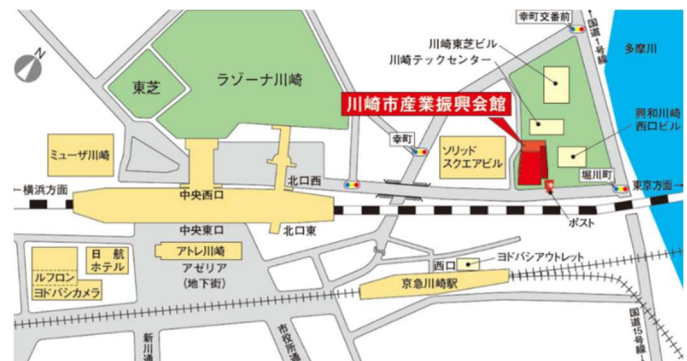 幸町交番前
国道1号線
多摩川
川崎東芝ビル
川崎テックセンター
N
ラゾーナ川崎
東芝
川崎市産業振興会館
興和川崎
西口ビル
幸町
ミューザ川崎
ソリッド
スクエアビル
堀川町
北口西
←横浜方面
中央西口
東京方面→
ポスト
中央東口
北口東
アトレ川崎
日航
ホテル
アゼリア
(地下街)
ルフロン
ヨドバシカメラ
西口
ヨドバシアウトレット
京急川崎駅
新川通
市役所通
国道15号線